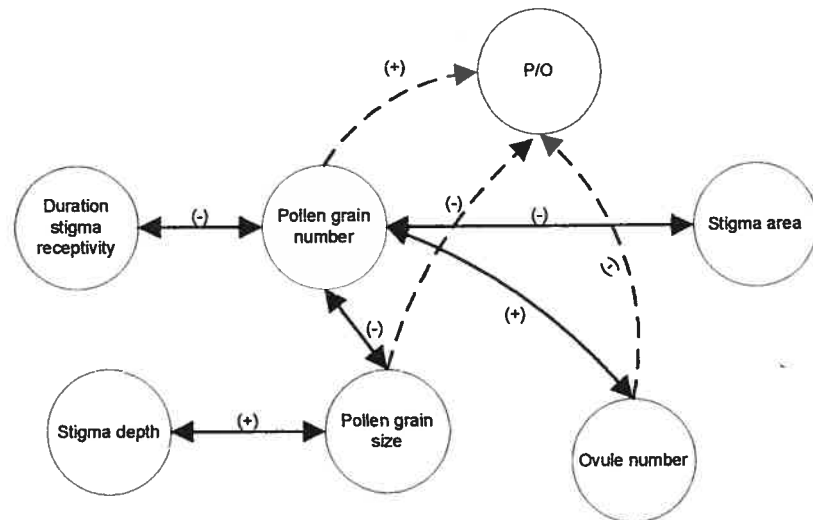 (+)
P/O
Duration
stigma
receptivity
(-)
Pollen grain
number
(-)
(-)
Stigma area
(-)
(+)
(-)
Stigma depth
(+)
Pollen grain
size
Ovule number